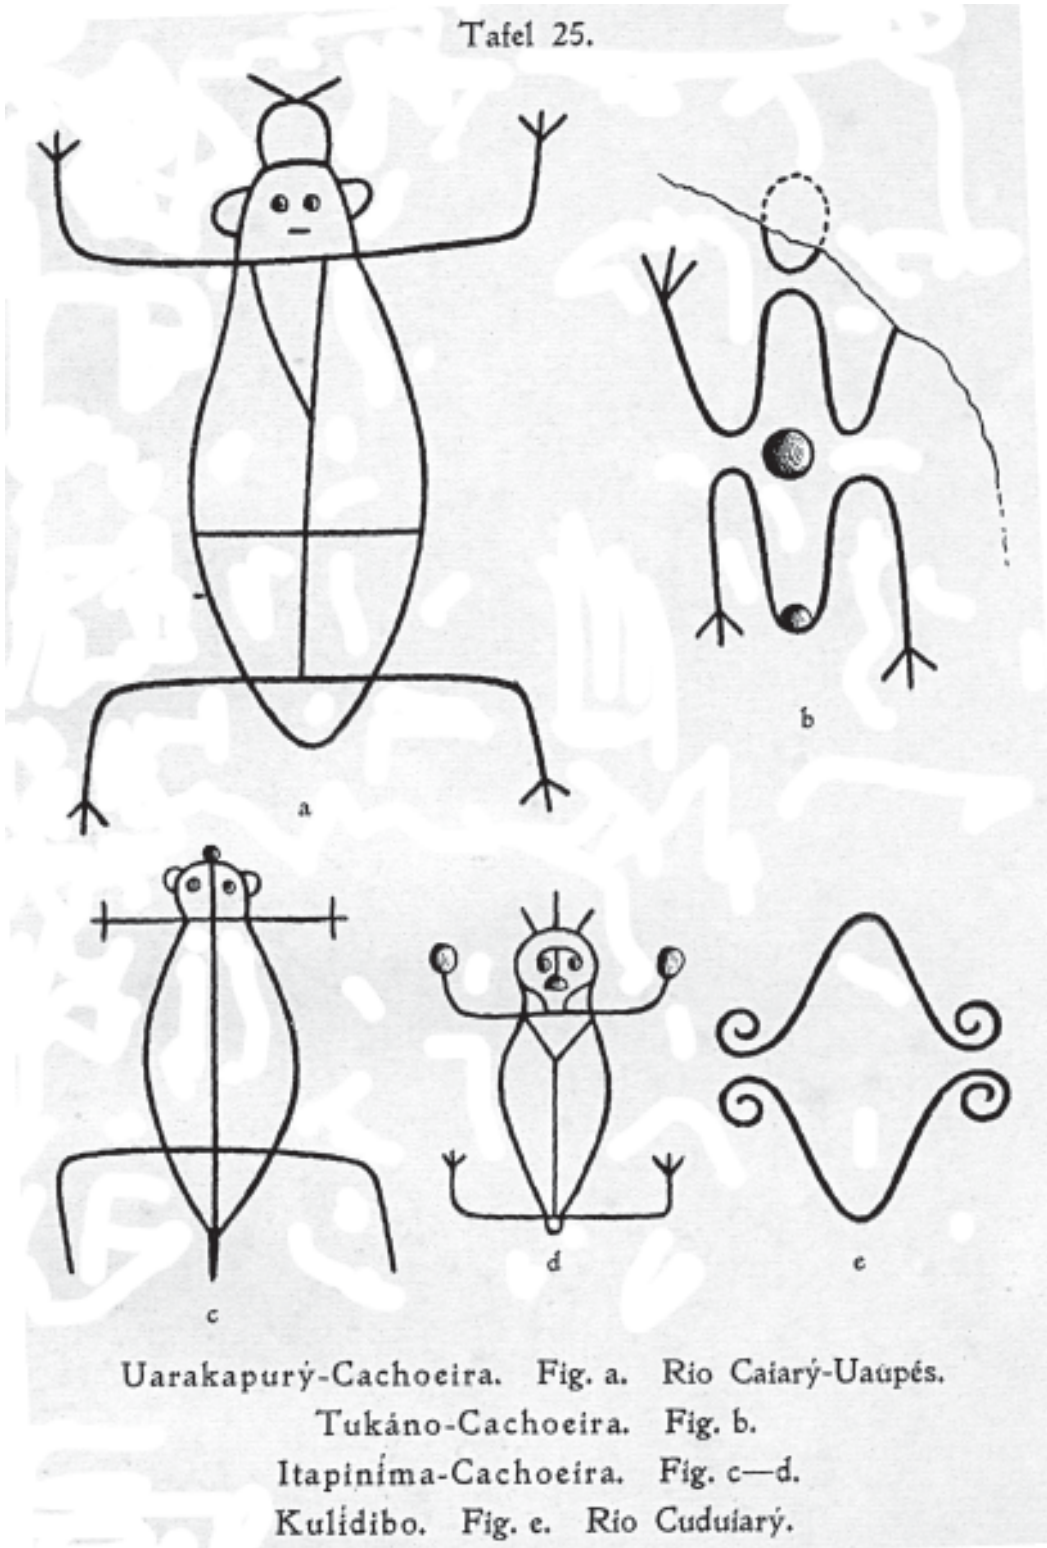 Tafel 25.
a
b
c
d
e
Uarakapurý-Cachoeira. Fig. a. Rio Caiarý-Uaupés.
Tukáno-Cachoeira. Fig. b.
Itapiníma-Cachoeira. Fig. c—d.
Kulídibo. Fig. e. Rio Cuduiarý.